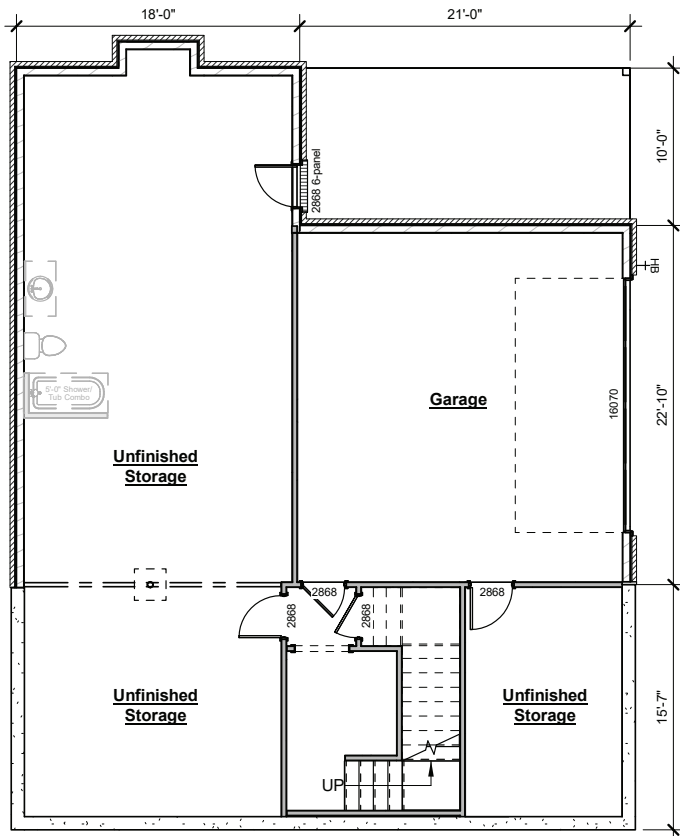 18'-0"
21'-0"
10'-0"
2868 6-panel
HB
5'-0" Shower/
Tub Combo
Garage
16070
22'-10"
Unfinished
Storage
2868
2868
2868
2868
Unfinished
Storage
Unfinished
Storage
15'-7"
UP